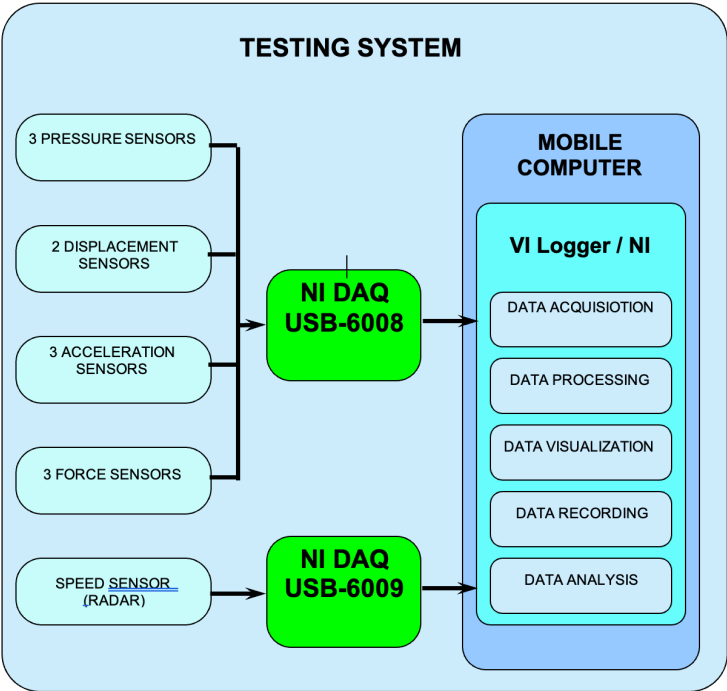 TESTING SYSTEM
3 PRESSURE SENSORS
2 DISPLACEMENT
SENSORS
3 ACCELERATION
SENSORS
3 FORCE SENSORS
SPEED SENSOR
(RADAR)
NI DAQ
USB-6008
NI DAQ
USB-6009
MOBILE
COMPUTER
VI Logger / NI
DATA ACQUISIOTION
DATA PROCESSING
DATA VISUALIZATION
DATA RECORDING
DATA ANALYSIS